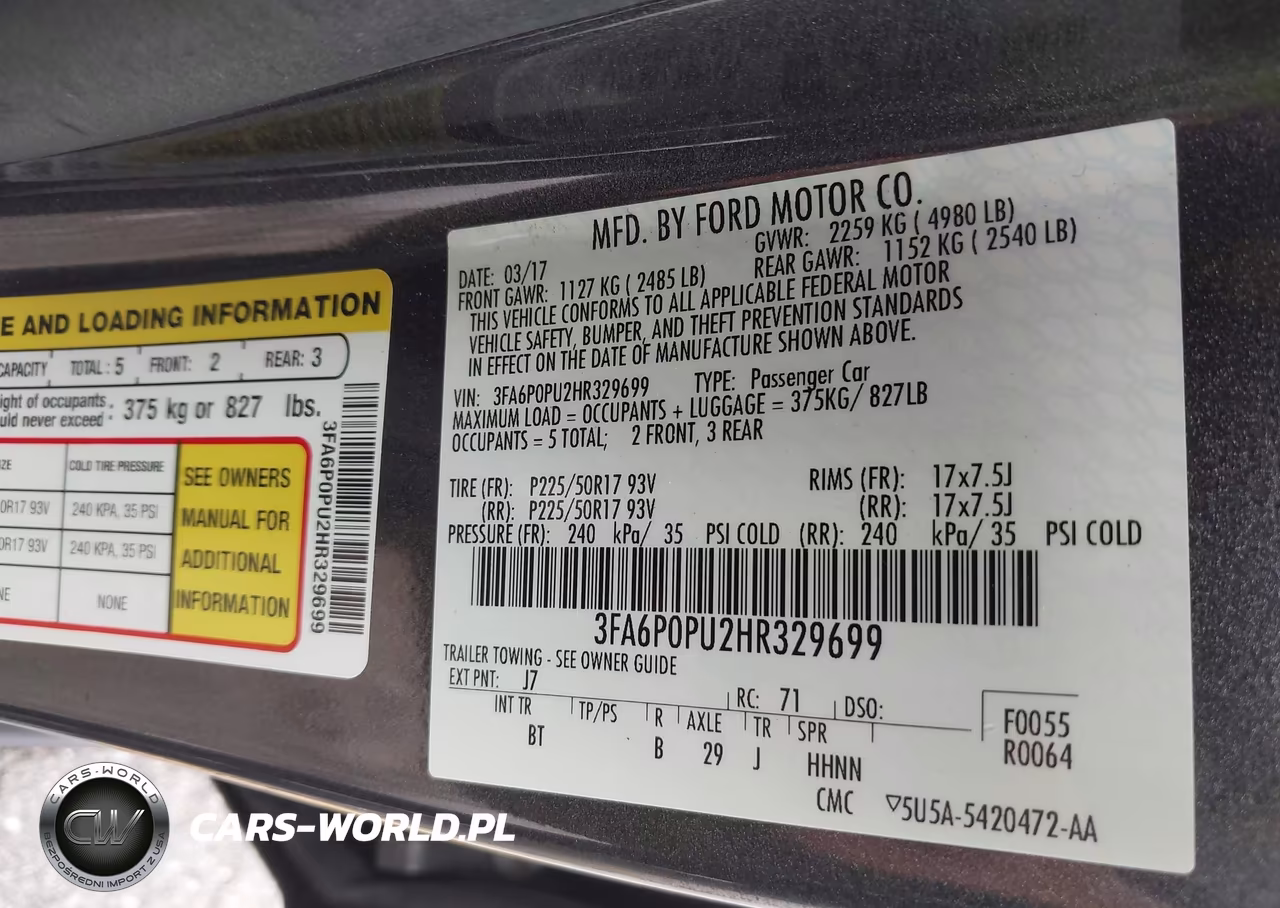 E AND LOADING INFORMATION
CAPACITY TOTAL : 5 FRONT: 2 REAR: 3
ight of occupants
uld never exceed : 375 kg or 827 lbs.
ZE COLD TIRE PRESSURE
0R17 93V 240 KPA, 35 PSI
0R17 93V 240 KPA, 35 PSI
NE NONE
SEE OWNERS
MANUAL FOR
ADDITIONAL
INFORMATION
3FA6P0PU2HR329699
MFD. BY FORD MOTOR CO.
DATE: 03/17 GVWR: 2259 KG ( 4980 LB)
FRONT GAWR: 1127 KG ( 2485 LB) REAR GAWR: 1152 KG ( 2540 LB)
THIS VEHICLE CONFORMS TO ALL APPLICABLE FEDERAL MOTOR
VEHICLE SAFETY, BUMPER, AND THEFT PREVENTION STANDARDS
IN EFFECT ON THE DATE OF MANUFACTURE SHOWN ABOVE.
VIN: 3FA6P0PU2HR329699 TYPE: Passenger Car
MAXIMUM LOAD = OCCUPANTS + LUGGAGE = 375KG/ 827LB
OCCUPANTS = 5 TOTAL; 2 FRONT, 3 REAR
TIRE (FR): P225/50R17 93V RIMS (FR): 17x7.5J
(RR): P225/50R17 93V (RR): 17x7.5J
PRESSURE (FR): 240 kPa/ 35 PSI COLD (RR): 240 kPa/ 35 PSI COLD
3FA6P0PU2HR329699
TRAILER TOWING - SEE OWNER GUIDE
EXT PNT: J7 RC: 71 DSO:
INT TR TP/PS R AXLE TR SPR
BT B 29 J HHNN
CMC
F0055
R0064
▽5U5A-5420472-AA
CARS-WORLD
CW
BEZPOŚREDNI IMPORT Z USA
CARS-WORLD.PL